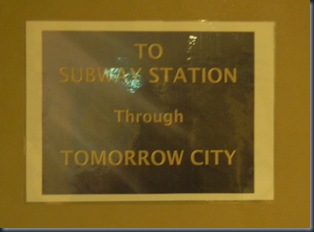 TO
SUBWAY STATION
Through
TOMORROW CITY